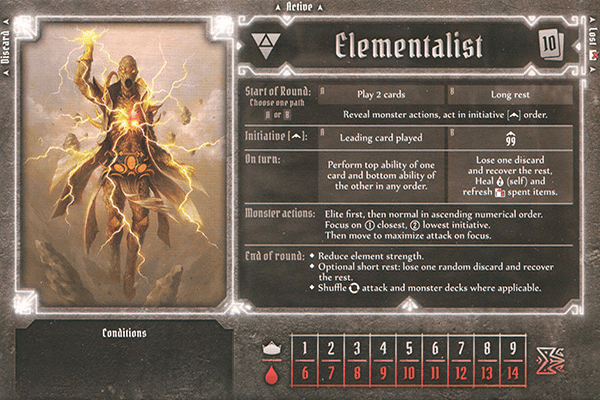 Active
Discard
Lost
Elementalist
10
Start of Round:
Choose one path
A or B
A Play 2 cards
B Long rest
Reveal monster actions, act in initiative [ ] order.
Initiative [ ]:
A Leading card played
B 99
On turn:
Perform top ability of one
card and bottom ability of
the other in any order.
Lose one discard
and recover the rest,
Heal 2 (self) and
refresh spent items.
Monster actions:
Elite first, then normal in ascending numerical order.
Focus on 1 closest, 2 lowest initiative.
Then move to maximize attack on focus.
End of round:
Reduce element strength.
Optional short rest: lose one random discard and recover
the rest.
Shuffle attack and monster decks where applicable.
Conditions
1 2 3 4 5 6 7 8 9
6 7 8 9 10 11 12 13 14